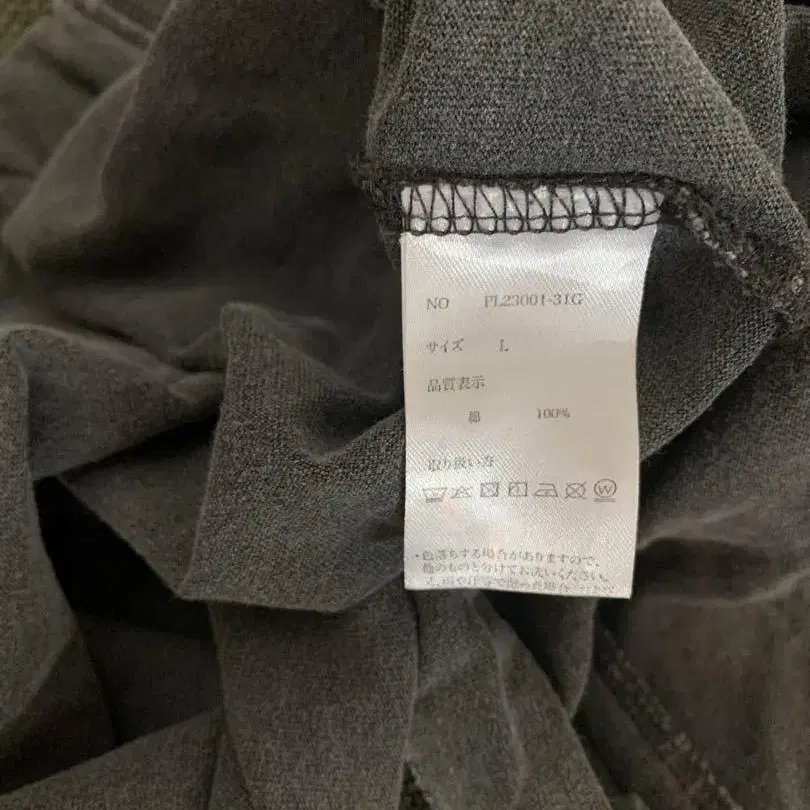 NO PL23001-31G
サイズ L
品質表示
綿 100%
取り扱い方
W
・色落ちする場合がありますので、
他のものと分けてお洗いください。